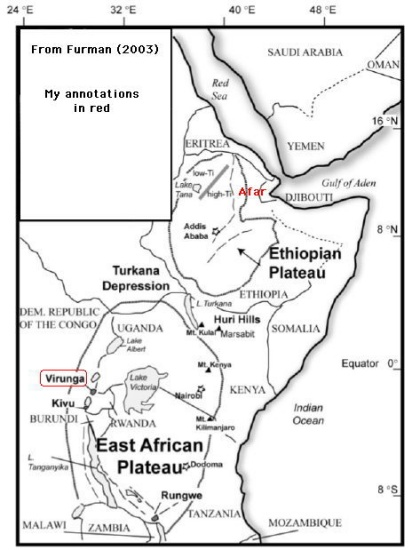 24 °E
32 °E
40 °E
48 °E
From Furman (2003)
My annotations
in red
SAUDI ARABIA
OMAN
Red
Sea
16 °N
ERITREA
YEMEN
low-Ti
Lake
Tana
high-Ti
Afar
Gulf of Aden
DJIBOUTI
Addis
Ababa
8 °N
Ethiopian
Plateau
Turkana
Depression
ETHIOPIA
L. Turkana
DEM. REPUBLIC
OF THE CONGO
Huri Hills
UGANDA
Mt. Kulal
Marsabit
SOMALIA
Lake
Albert
Mt. Kenya
Equator
0°
Virunga
Lake
Victoria
Nairobi
KENYA
Kivu
Indian
Ocean
BURUNDI
RWANDA
Mt.
Kilimanjaro
East African
Plateau
L.
Tanganyika
Dodoma
Rungwe
8 °S
TANZANIA
MALAWI
ZAMBIA
MOZAMBIQUE